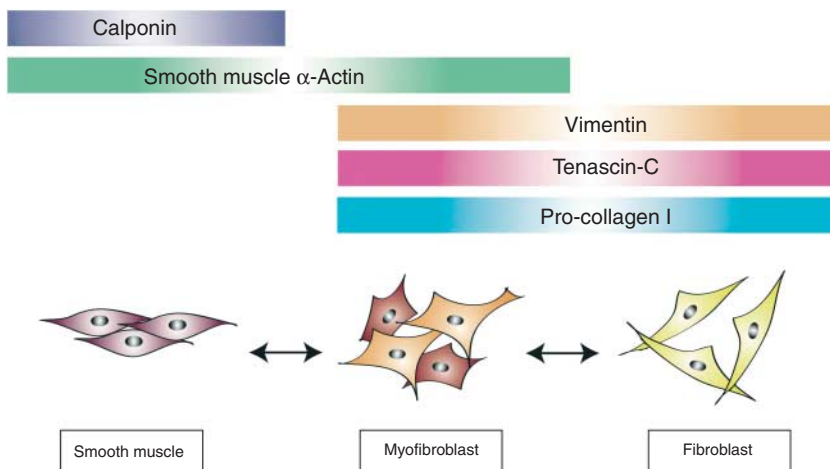 Calponin
Smooth muscle α-Actin
Vimentin
Tenascin-C
Pro-collagen I
Smooth muscle
Myofibroblast
Fibroblast